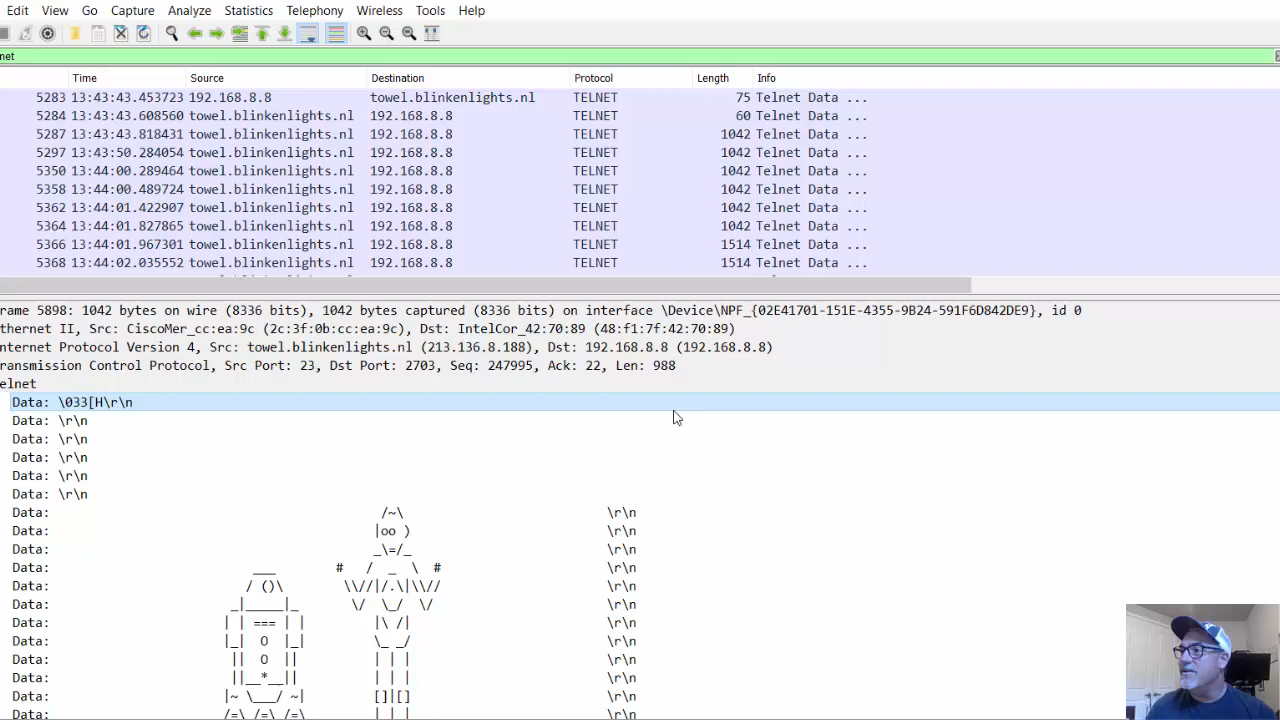 Edit View Go Capture Analyze Statistics Telephony Wireless Tools Help
net
Time Source Destination Protocol Length Info
5283 13:43:43.453723 192.168.8.8 towel.blinkenlights.nl TELNET 75 Telnet Data ...
5284 13:43:43.608560 towel.blinkenlights.nl 192.168.8.8 TELNET 60 Telnet Data ...
5287 13:43:43.818431 towel.blinkenlights.nl 192.168.8.8 TELNET 1042 Telnet Data ...
5297 13:43:50.284054 towel.blinkenlights.nl 192.168.8.8 TELNET 1042 Telnet Data ...
5350 13:44:00.289464 towel.blinkenlights.nl 192.168.8.8 TELNET 1042 Telnet Data ...
5358 13:44:00.489724 towel.blinkenlights.nl 192.168.8.8 TELNET 1042 Telnet Data ...
5362 13:44:01.422907 towel.blinkenlights.nl 192.168.8.8 TELNET 1042 Telnet Data ...
5364 13:44:01.827865 towel.blinkenlights.nl 192.168.8.8 TELNET 1042 Telnet Data ...
5366 13:44:01.967301 towel.blinkenlights.nl 192.168.8.8 TELNET 1514 Telnet Data ...
5368 13:44:02.035552 towel.blinkenlights.nl 192.168.8.8 TELNET 1514 Telnet Data ...
rame 5898: 1042 bytes on wire (8336 bits), 1042 bytes captured (8336 bits) on interface \Device\NPF_{02E41701-151E-4355-9B24-591F6D842DE9}, id 0
thernet II, Src: CiscoMer_cc:ea:9c (2c:3f:0b:cc:ea:9c), Dst: IntelCor_42:70:89 (48:f1:7f:42:70:89)
nternet Protocol Version 4, Src: towel.blinkenlights.nl (213.136.8.188), Dst: 192.168.8.8 (192.168.8.8)
ransmission Control Protocol, Src Port: 23, Dst Port: 2703, Seq: 247995, Ack: 22, Len: 988
elnet
Data: \033[H\r\n
Data: \r\n
Data: \r\n
Data: \r\n
Data: \r\n
Data: \r\n
Data:                                  /~\                          \r\n
Data:                                 |oo )                         \r\n
Data:                                 _\=/_                         \r\n
Data:                 ___         #  /  _  \  #                     \r\n
Data:                / ()\         \\//|/.\|\\//                      \r\n
Data:              _|_____|_        \/  \_/  \/                      \r\n
Data:             | | === | |          |\ /|                        \r\n
Data:             |_|  O  |_|          \_ _/                        \r\n
Data:              ||  O  ||           | | |                        \r\n
Data:              ||__*__||           | | |                        \r\n
Data:             |~ \___/ ~|          []|[]                        \r\n
Data:             /=\ /=\ /=\          | | |                        \r\n